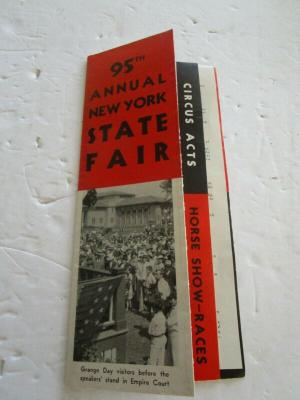 95TH
ANNUAL
NEW YORK
STATE
FAIR
CIRCUS ACTS
HORSE SHOW-RACES
Grange Day visitors before the
speakers' stand in Empire Court